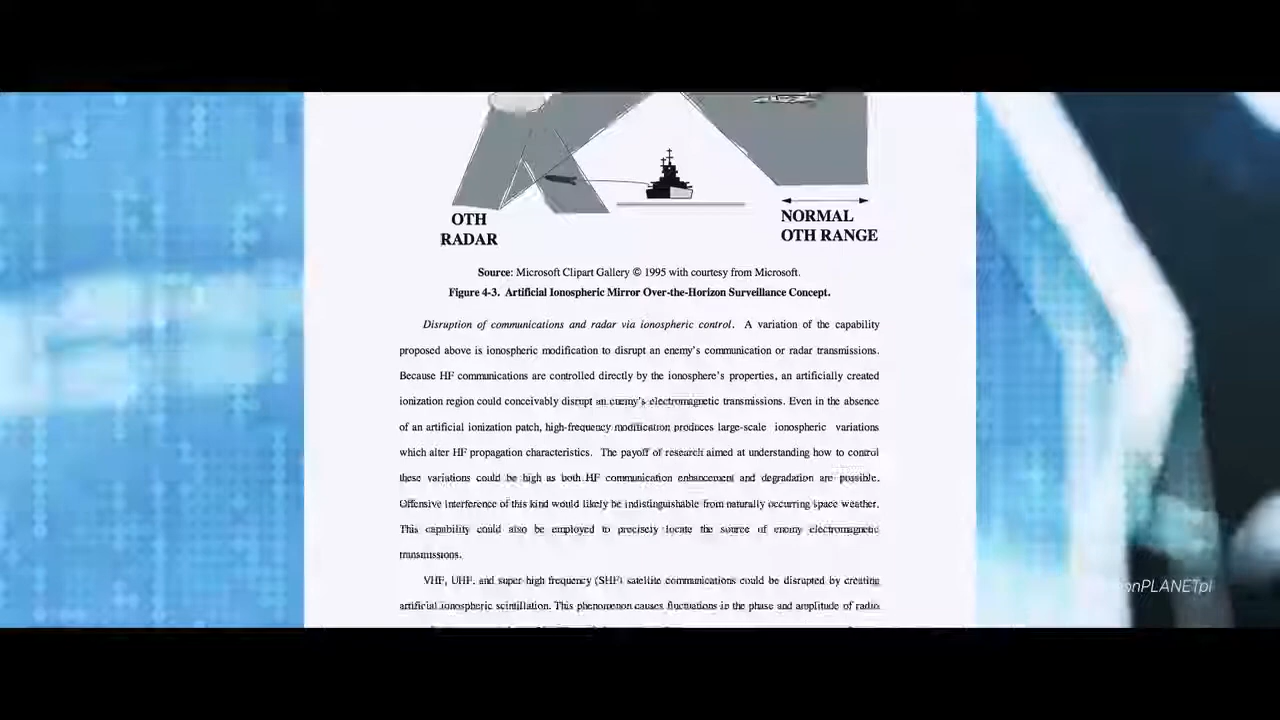 OTH
RADAR
NORMAL
OTH RANGE
Source: Microsoft Clipart Gallery © 1995 with courtesy from Microsoft.
Figure 4-3. Artificial Ionospheric Mirror Over-the-Horizon Surveillance Concept.
Disruption of communications and radar via ionospheric control. A variation of the capability
proposed above is ionospheric modification to disrupt an enemy's communication or radar transmissions.
Because HF communications are controlled directly by the ionosphere's properties, an artificially created
ionization region could conceivably disrupt an enemy's electromagnetic transmissions. Even in the absence
of an artificial ionization patch, high-frequency modification produces large-scale ionospheric variations
which alter HF propagation characteristics. The payoff of research aimed at understanding how to control
these variations could be high as both HF communication enhancement and degradation are possible.
Offensive interference of this kind would likely be indistinguishable from naturally occurring space weather.
This capability could also be employed to precisely locate the source of enemy electromagnetic
transmissions.
VHF, UHF, and super-high frequency (SHF) satellite communications could be disrupted by creating
artificial ionospheric scintillation. This phenomenon causes fluctuations in the phase and amplitude of radio
onPLANETpl